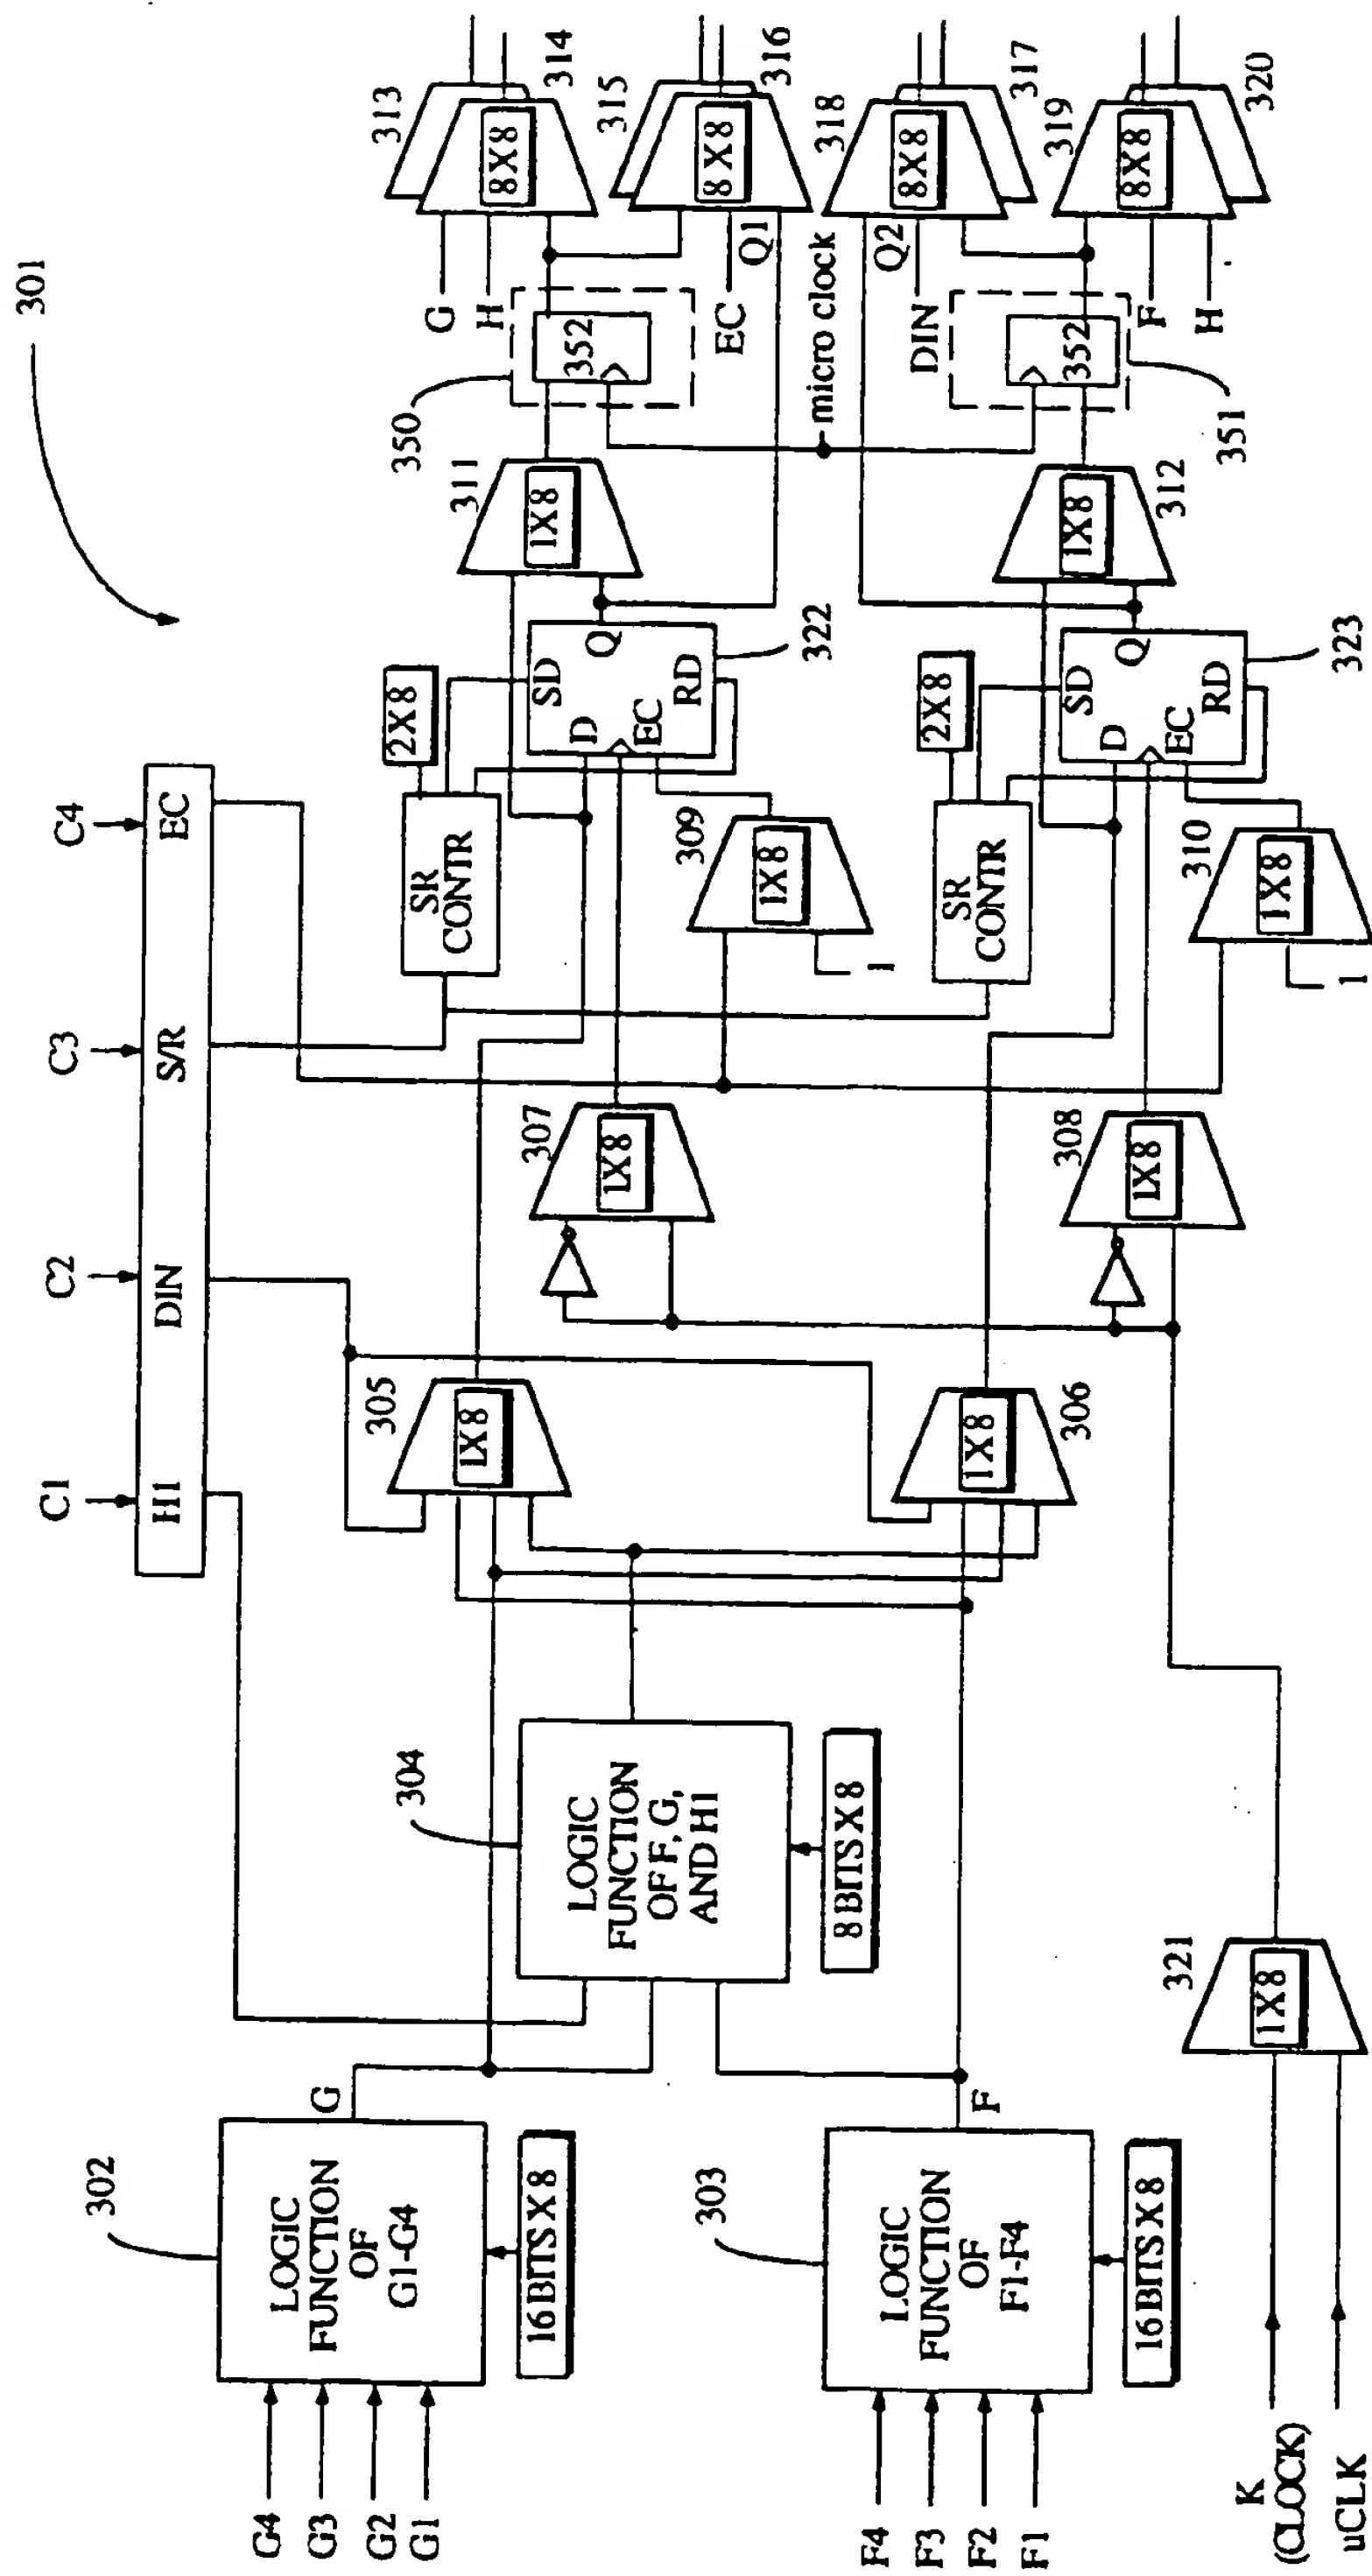 301
C1
C2
C3
C4
H1
DIN
S/R
EC
302
LOGIC
FUNCTION
OF
G1-G4
G4
G3
G2
G1
16 BITS X 8
G
303
LOGIC
FUNCTION
OF
F1-F4
F4
F3
F2
F1
16 BITS X 8
F
304
LOGIC
FUNCTION
OF F, G,
AND H1
8 BITS X 8
K
(CLOCK)
uCLK
321
1X8
305
1X8
306
1X8
307
1X8
308
1X8
SR
CONTR
2X8
309
1X8
1
SR
CONTR
2X8
310
1X8
1
SD
D
EC
RD
Q
322
SD
D
EC
RD
Q
323
311
1X8
312
1X8
350
352
micro clock
351
352
G
H
EC
Q1
Q2
DIN
F
H
313
8X8
314
315
8X8
316
318
8X8
317
319
8X8
320